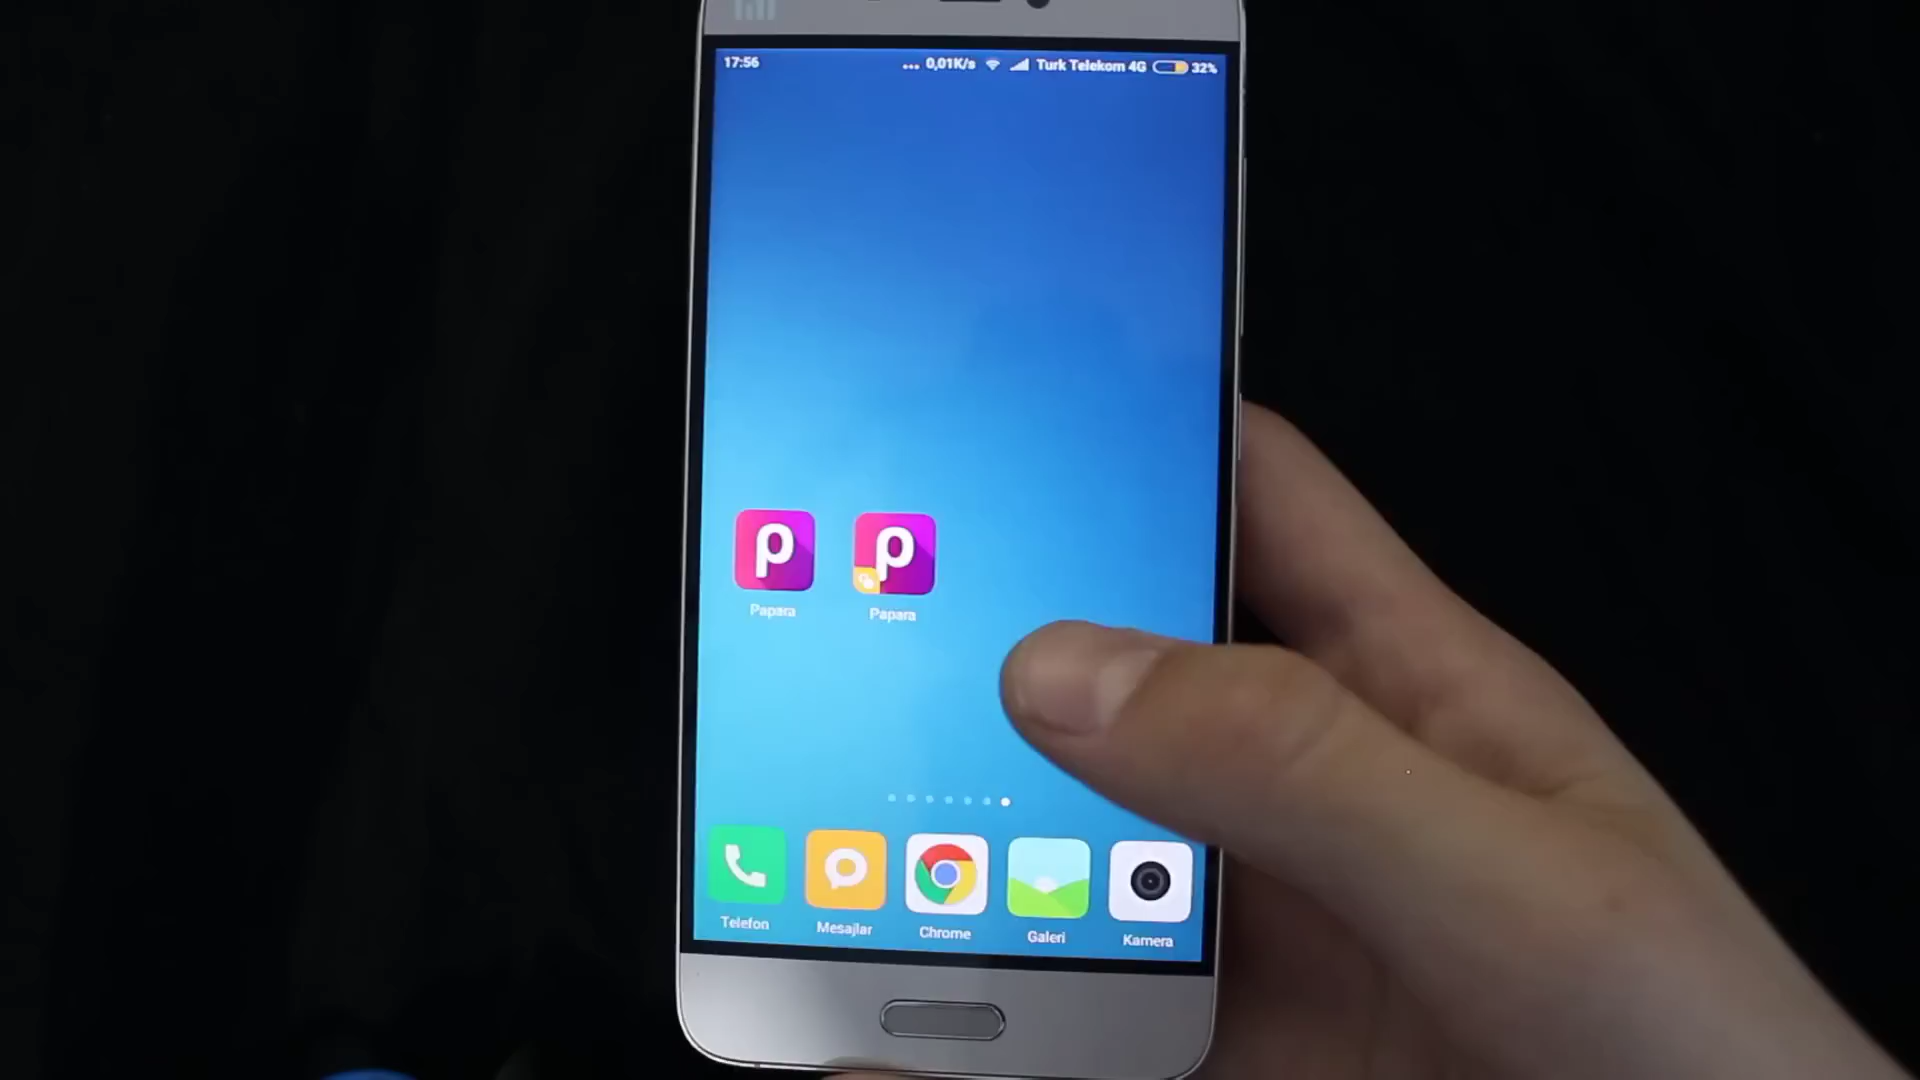 17:56 ... 0,01K/s Turk Telekom 4G 32%
Papara Papara
Telefon Mesajlar Chrome Galeri Kamera